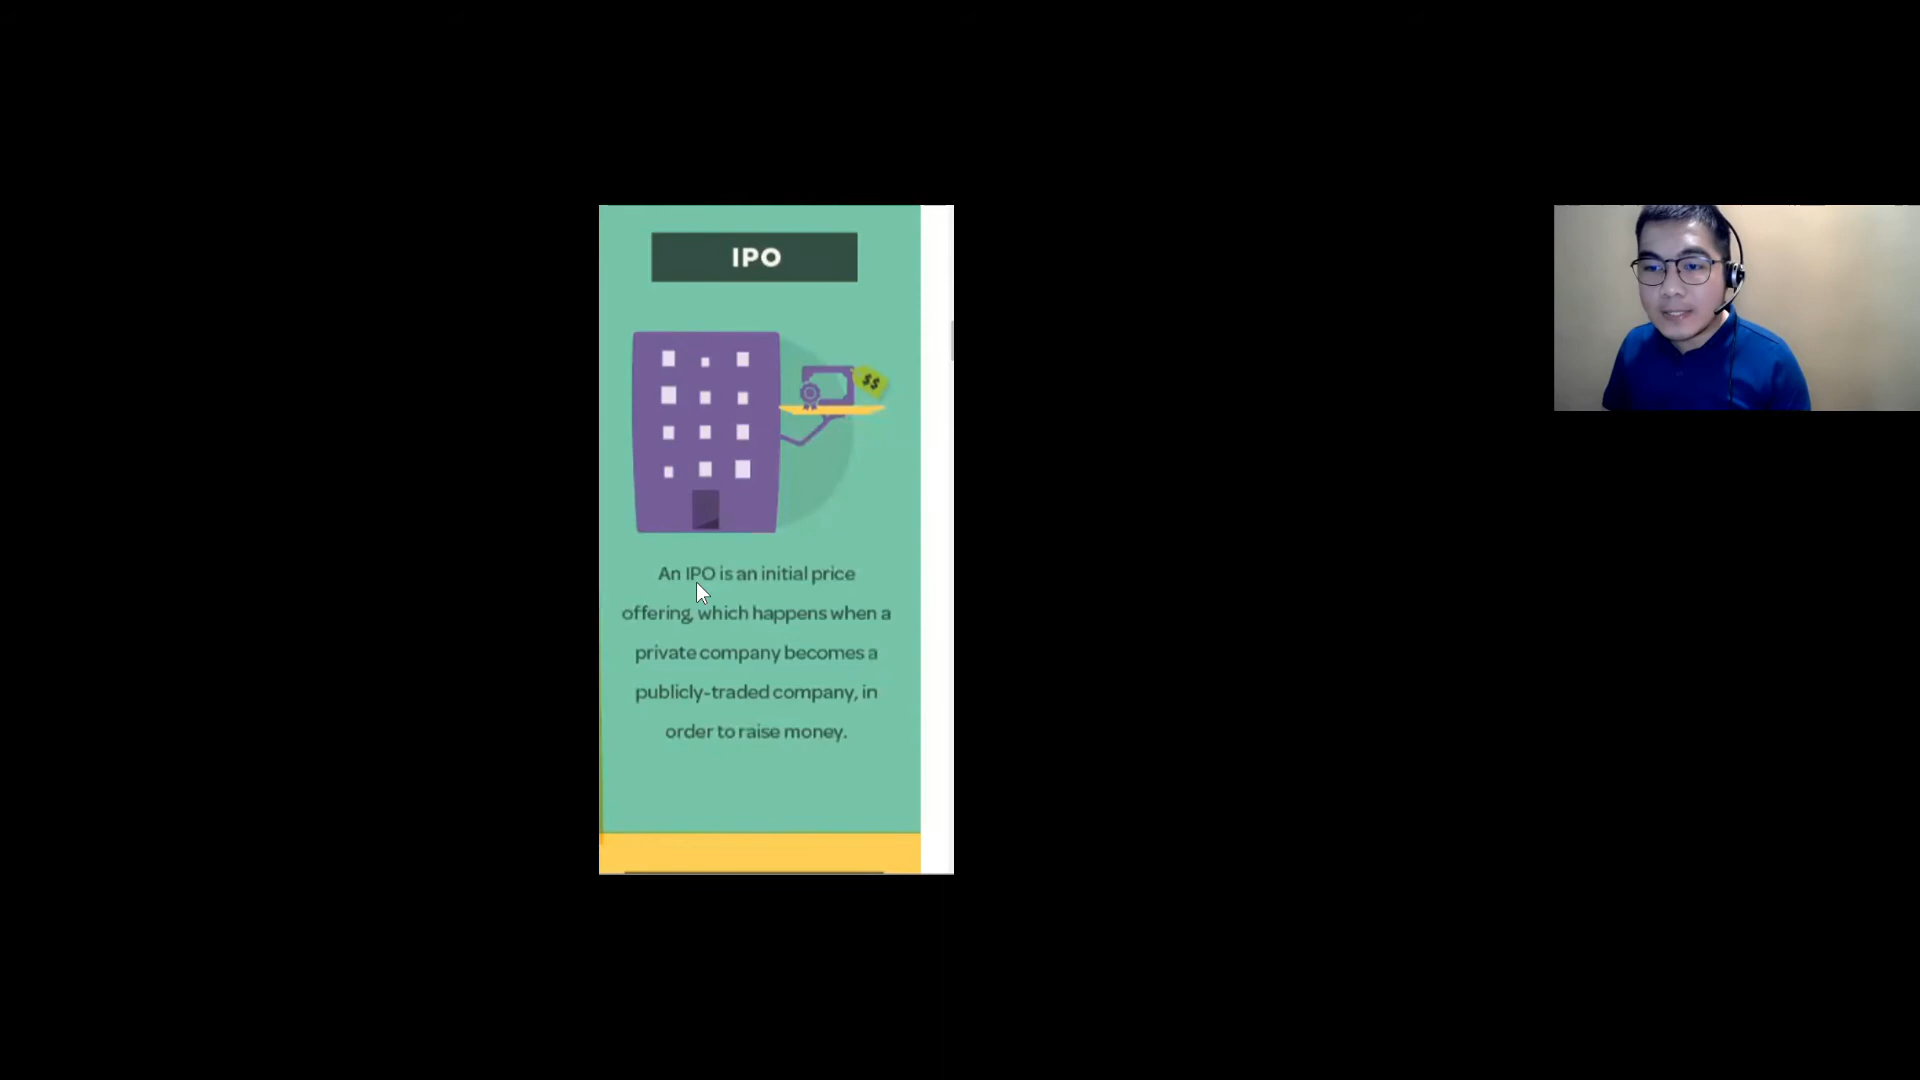 IPO
$$
An IPO is an initial price
offering, which happens when a
private company becomes a
publicly-traded company, in
order to raise money.